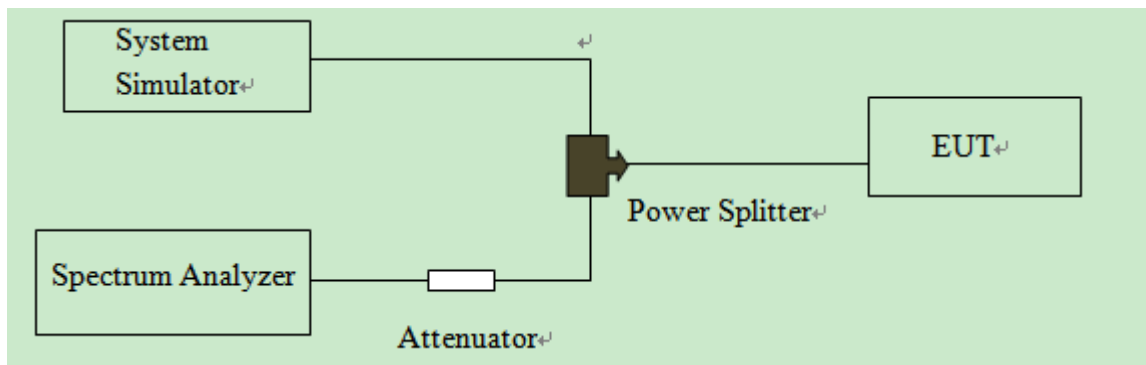 System
Simulator↵
↵
EUT↵
Power Splitter↵
Spectrum Analyzer
Attenuator↵